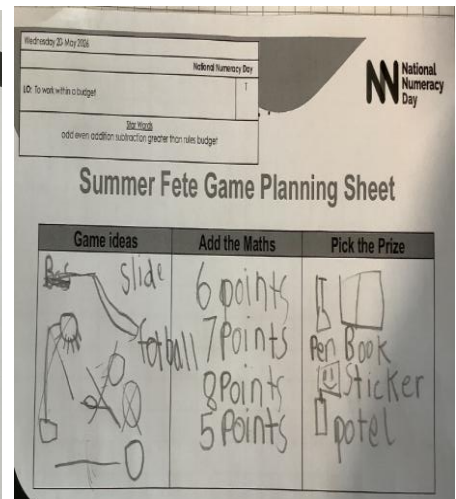 Wednesday 20 May 2026
National Numeracy Day
LO: To work within a budget
T
Star Words
odd even addition subtraction greater than rules budget
National
Numeracy
Day
Summer Fete Game Planning Sheet
Game ideas
Add the Maths
Pick the Prize
slide
fotball
6 points
7 Points
8 Points
5 Points
Pen Book
Sticker
potel